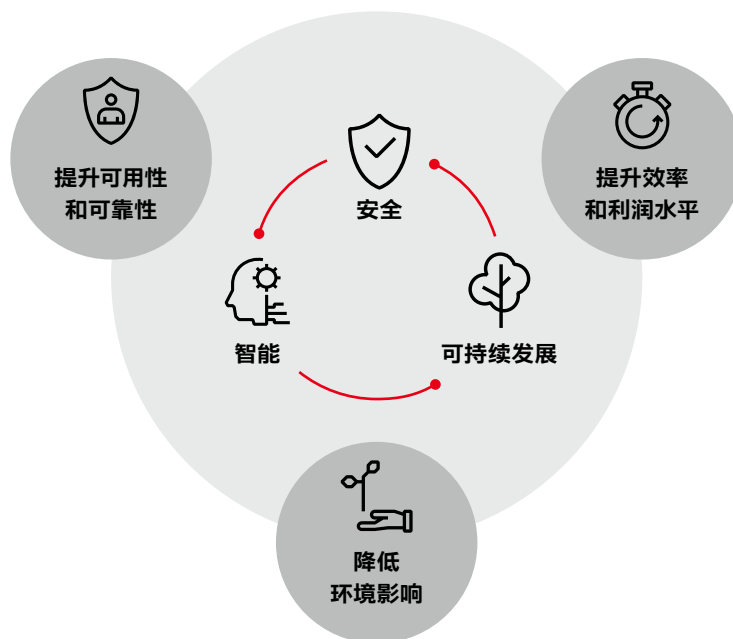 提升可用性
和可靠性
提升效率
和利润水平
安全
智能
可持续发展
降低
环境影响